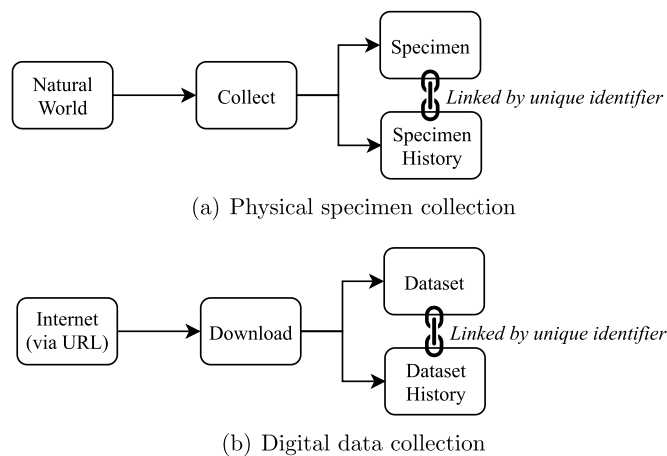 Natural
World
Collect
Specimen
Linked by unique identifier
Specimen
History
(a) Physical specimen collection
Internet
(via URL)
Download
Dataset
Linked by unique identifier
Dataset
History
(b) Digital data collection